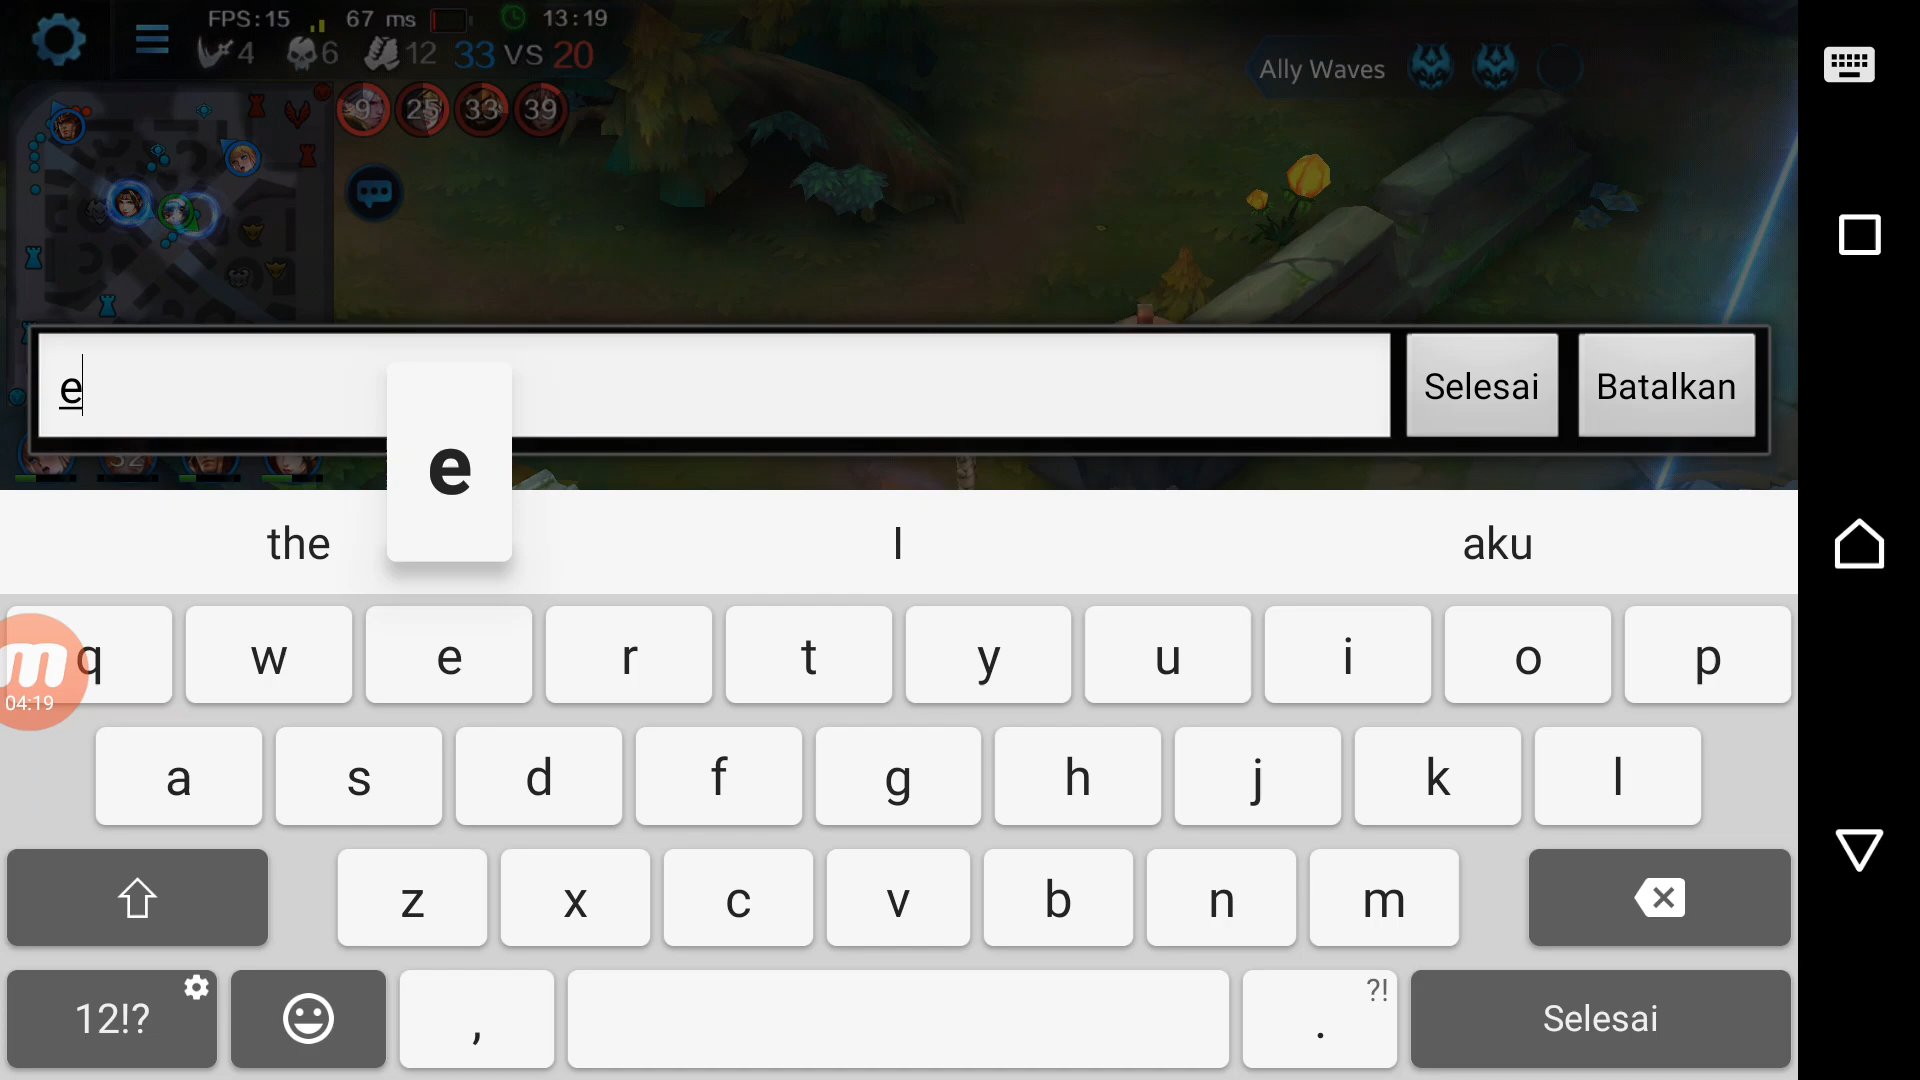 FPS:15 67 ms 13:19
4 6 12 33 VS 20
Ally Waves
9 25 33 39
e
Selesai Batalkan
32
e
the I aku
q w e r t y u i o p
04:19
a s d f g h j k l
z x c v b n m
?!
12!? , . Selesai